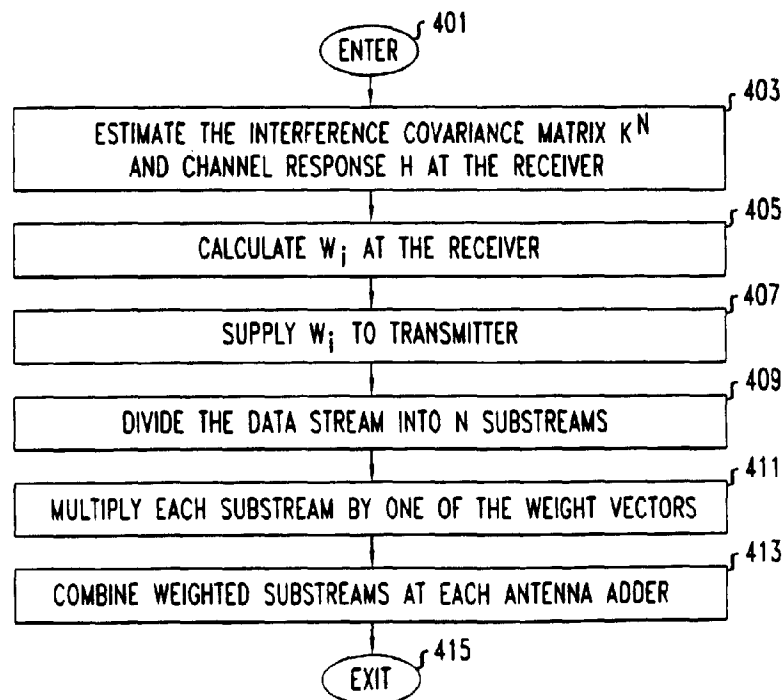 401
ENTER
403
ESTIMATE THE INTERFERENCE COVARIANCE MATRIX K^N
AND CHANNEL RESPONSE H AT THE RECEIVER
405
CALCULATE W_i AT THE RECEIVER
407
SUPPLY W_i TO TRANSMITTER
409
DIVIDE THE DATA STREAM INTO N SUBSTREAMS
411
MULTIPLY EACH SUBSTREAM BY ONE OF THE WEIGHT VECTORS
413
COMBINE WEIGHTED SUBSTREAMS AT EACH ANTENNA ADDER
415
EXIT